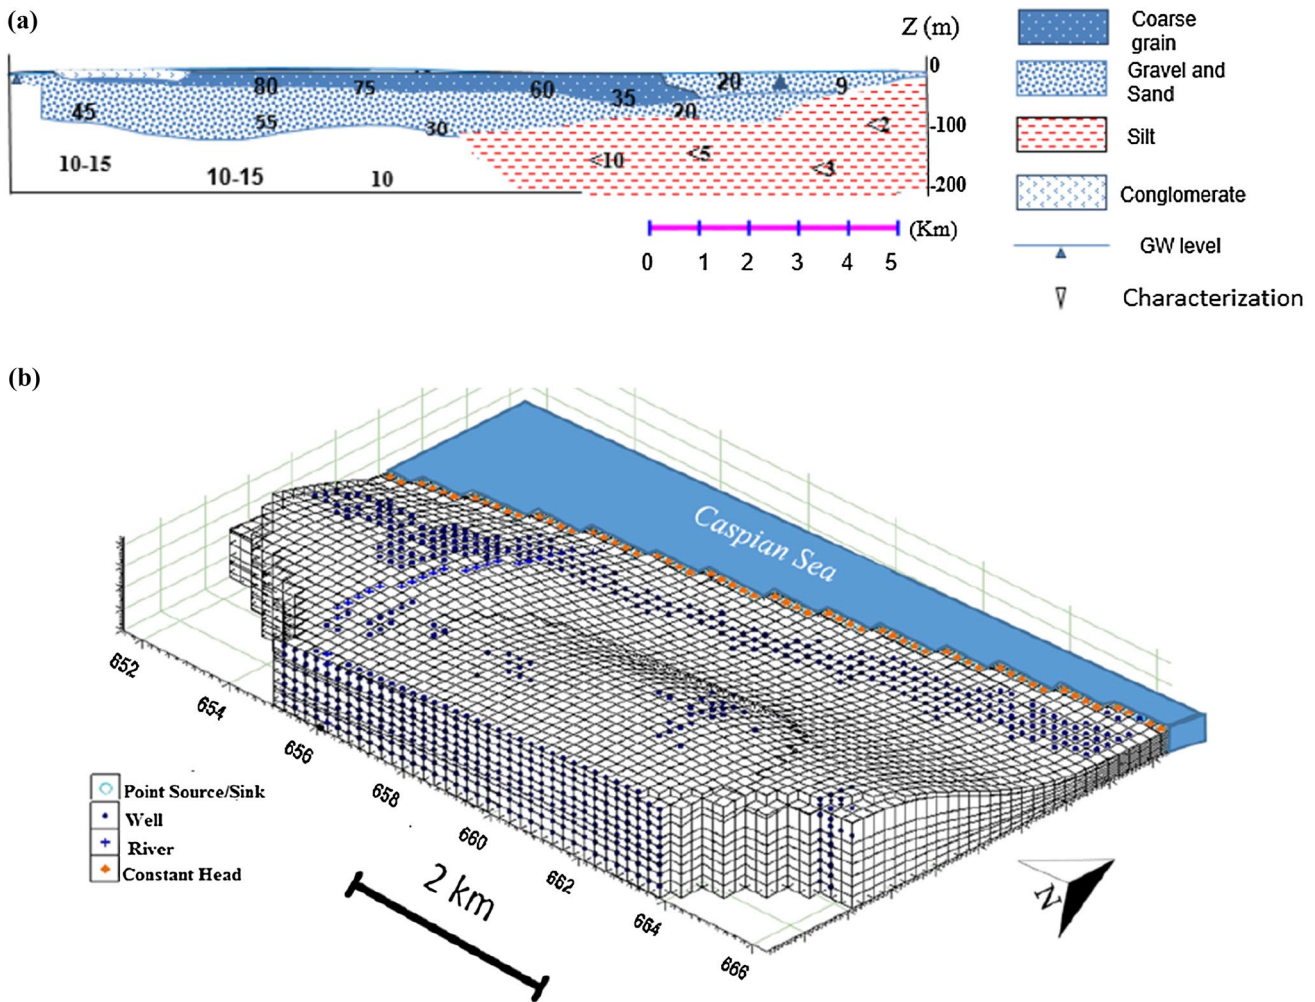 (a)
Z (m)
0
-100
-200
80
75
60
35
20
20
9
45
55
30
<2
<10
<5
<3
10-15
10-15
10
(Km)
0 1 2 3 4 5
Coarse
grain
Gravel and
Sand
Silt
Conglomerate
GW level
Characterization
(b)
Caspian Sea
652
654
656
658
660
662
664
666
Point Source/Sink
Well
River
Constant Head
2 km
N